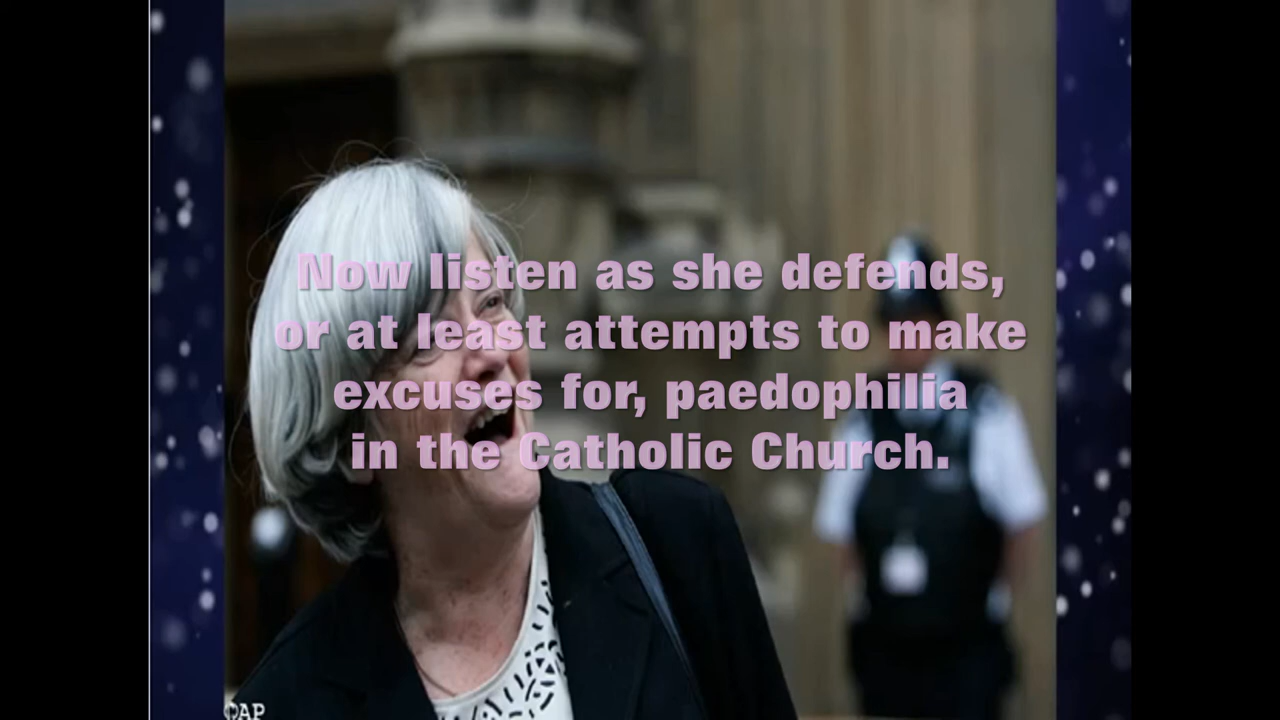 Now listen as she defends,
or at least attempts to make
excuses for, paedophilia
in the Catholic Church.
AP